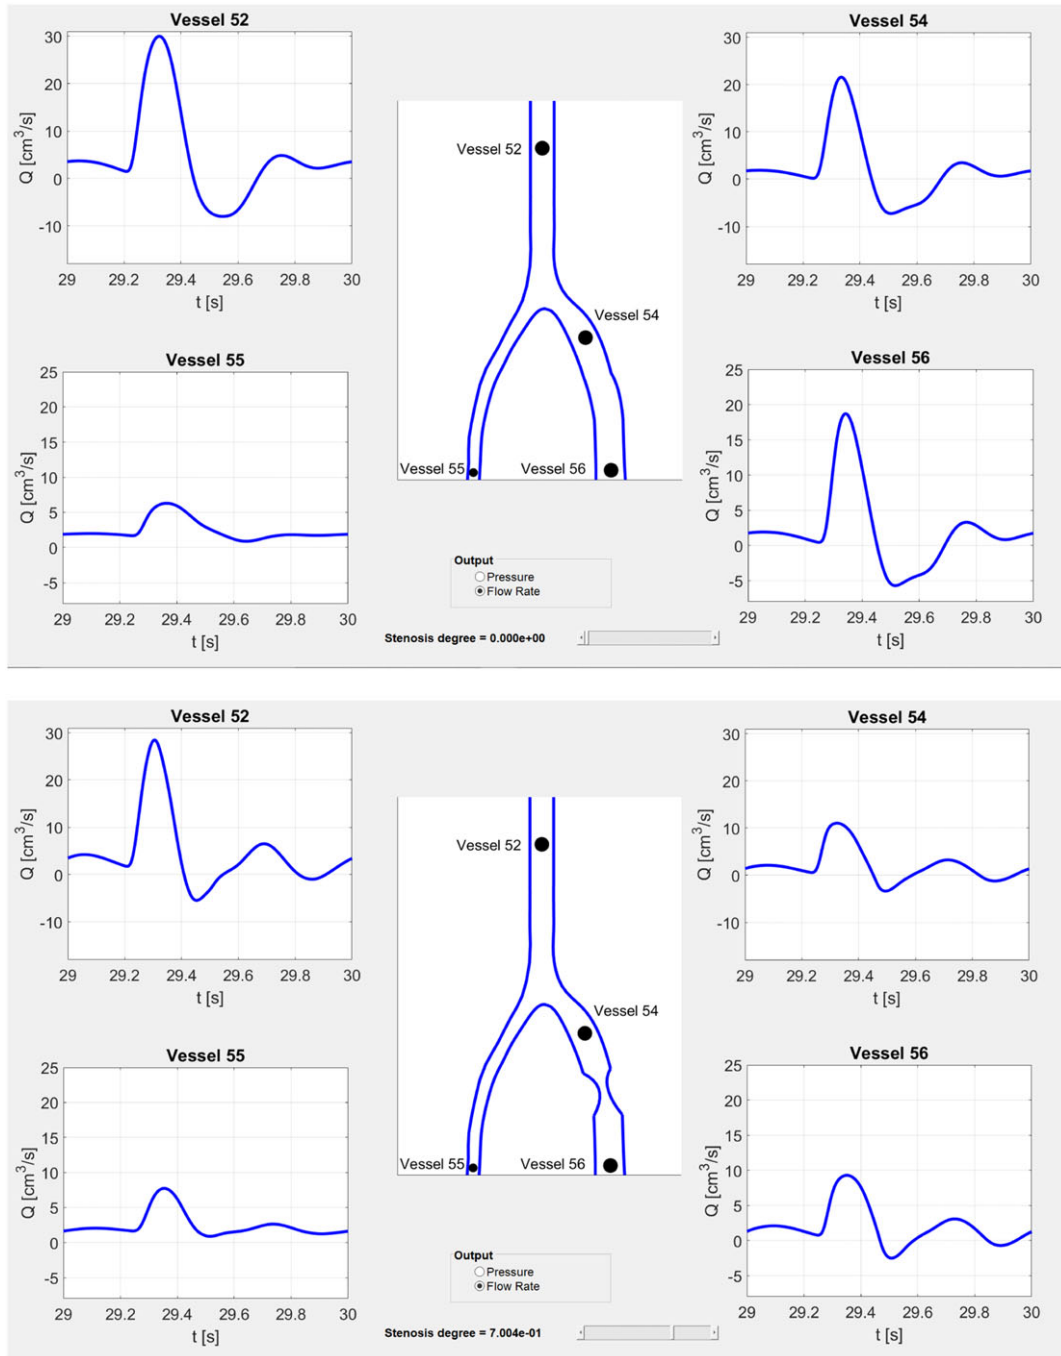 Vessel 52
30
20
10
0
-10
Q [cm³/s]
29 29.2 29.4 29.6 29.8 30
t [s]
Vessel 54
30
20
10
0
-10
Q [cm³/s]
29 29.2 29.4 29.6 29.8 30
t [s]
Vessel 52
Vessel 54
Vessel 55
Vessel 56
Vessel 55
25
20
15
10
5
0
-5
Q [cm³/s]
29 29.2 29.4 29.6 29.8 30
t [s]
Vessel 56
25
20
15
10
5
0
-5
Q [cm³/s]
29 29.2 29.4 29.6 29.8 30
t [s]
Output
Pressure
Flow Rate
Stenosis degree = 0.000e+00
Vessel 52
30
20
10
0
-10
Q [cm³/s]
29 29.2 29.4 29.6 29.8 30
t [s]
Vessel 54
30
20
10
0
-10
Q [cm³/s]
29 29.2 29.4 29.6 29.8 30
t [s]
Vessel 52
Vessel 54
Vessel 55
Vessel 56
Vessel 55
25
20
15
10
5
0
-5
Q [cm³/s]
29 29.2 29.4 29.6 29.8 30
t [s]
Vessel 56
25
20
15
10
5
0
-5
Q [cm³/s]
29 29.2 29.4 29.6 29.8 30
t [s]
Output
Pressure
Flow Rate
Stenosis degree = 7.004e-01